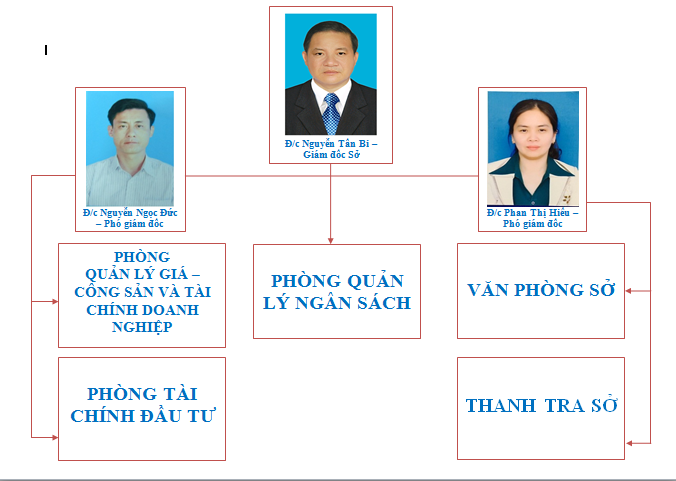 Đ/c Nguyễn Tấn Bi –
Giám đốc Sở
Đ/c Nguyễn Ngọc Đức
– Phó giám đốc
Đ/c Phan Thị Hiếu –
Phó giám đốc
PHÒNG
QUẢN LÝ GIÁ –
CÔNG SẢN VÀ TÀI
CHÍNH DOANH
NGHIỆP
PHÒNG QUẢN
LÝ NGÂN SÁCH
VĂN PHÒNG SỞ
PHÒNG TÀI
CHÍNH ĐẦU TƯ
THANH TRA SỞ